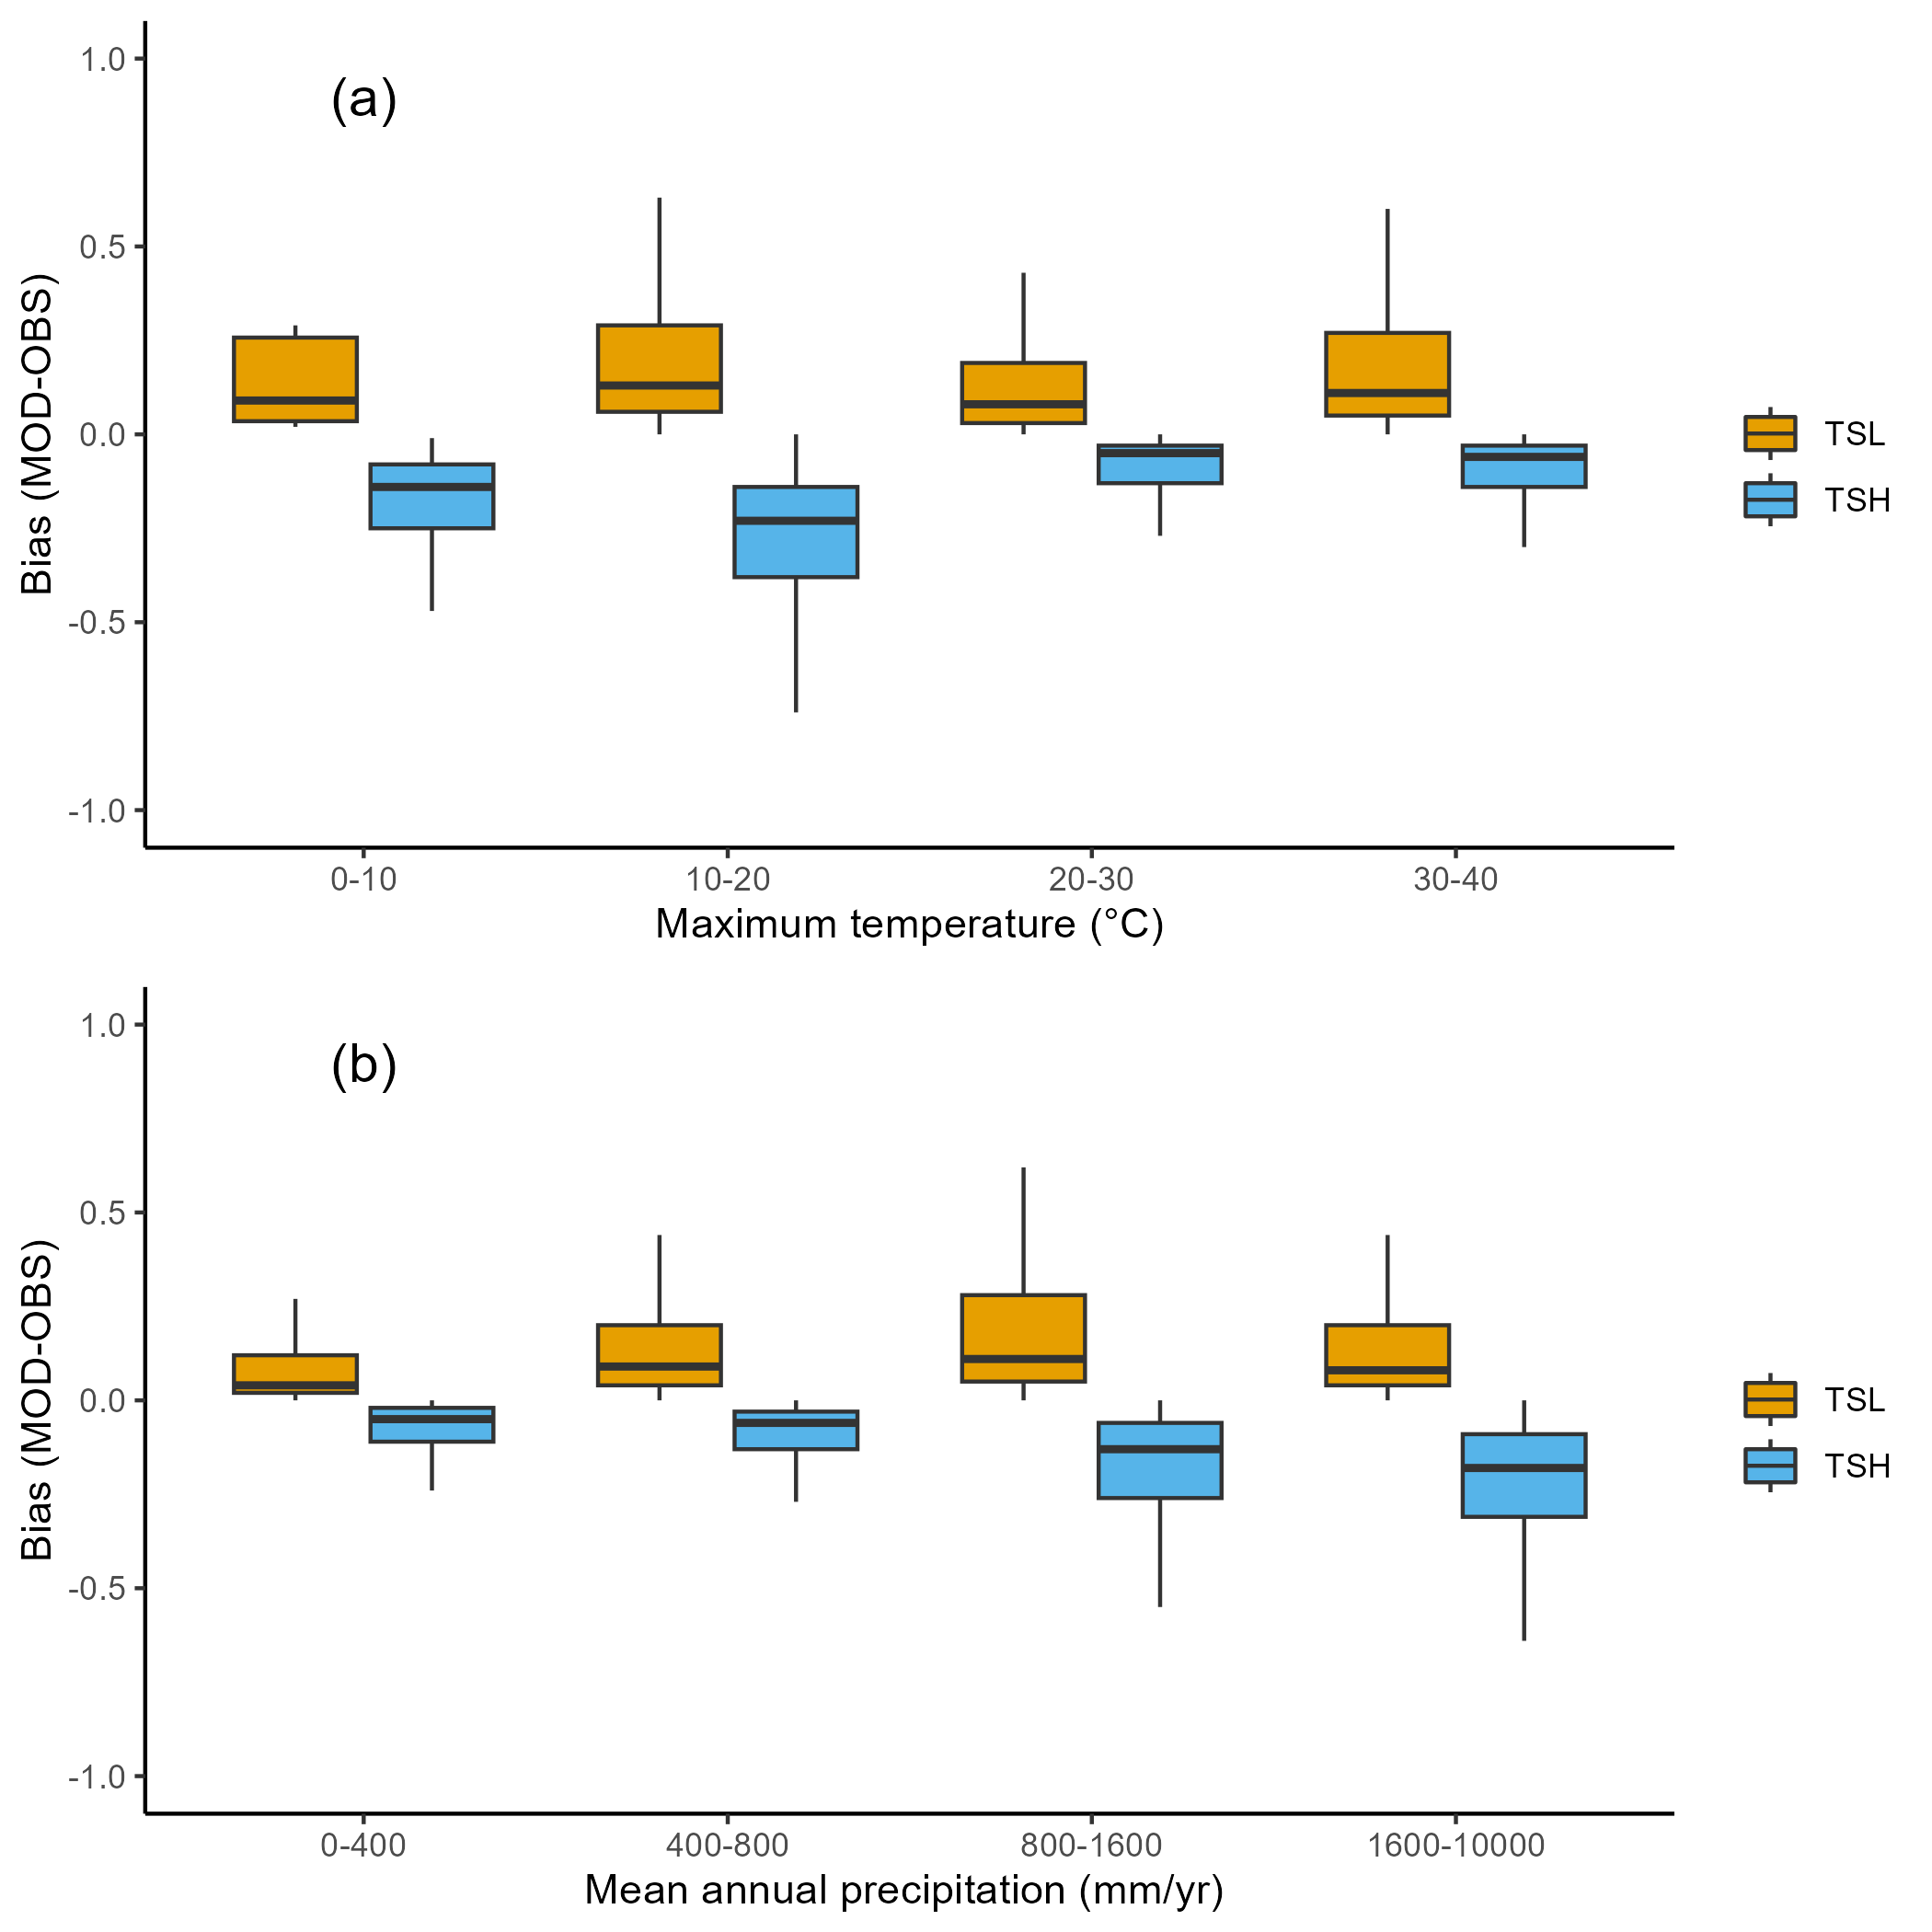 (a)
1.0
0.5
0.0
-0.5
-1.0
Bias (MOD-OBS)
0-10 10-20 20-30 30-40
Maximum temperature (°C)
TSL
TSH
(b)
1.0
0.5
0.0
-0.5
-1.0
Bias (MOD-OBS)
0-400 400-800 800-1600 1600-10000
Mean annual precipitation (mm/yr)
TSL
TSH